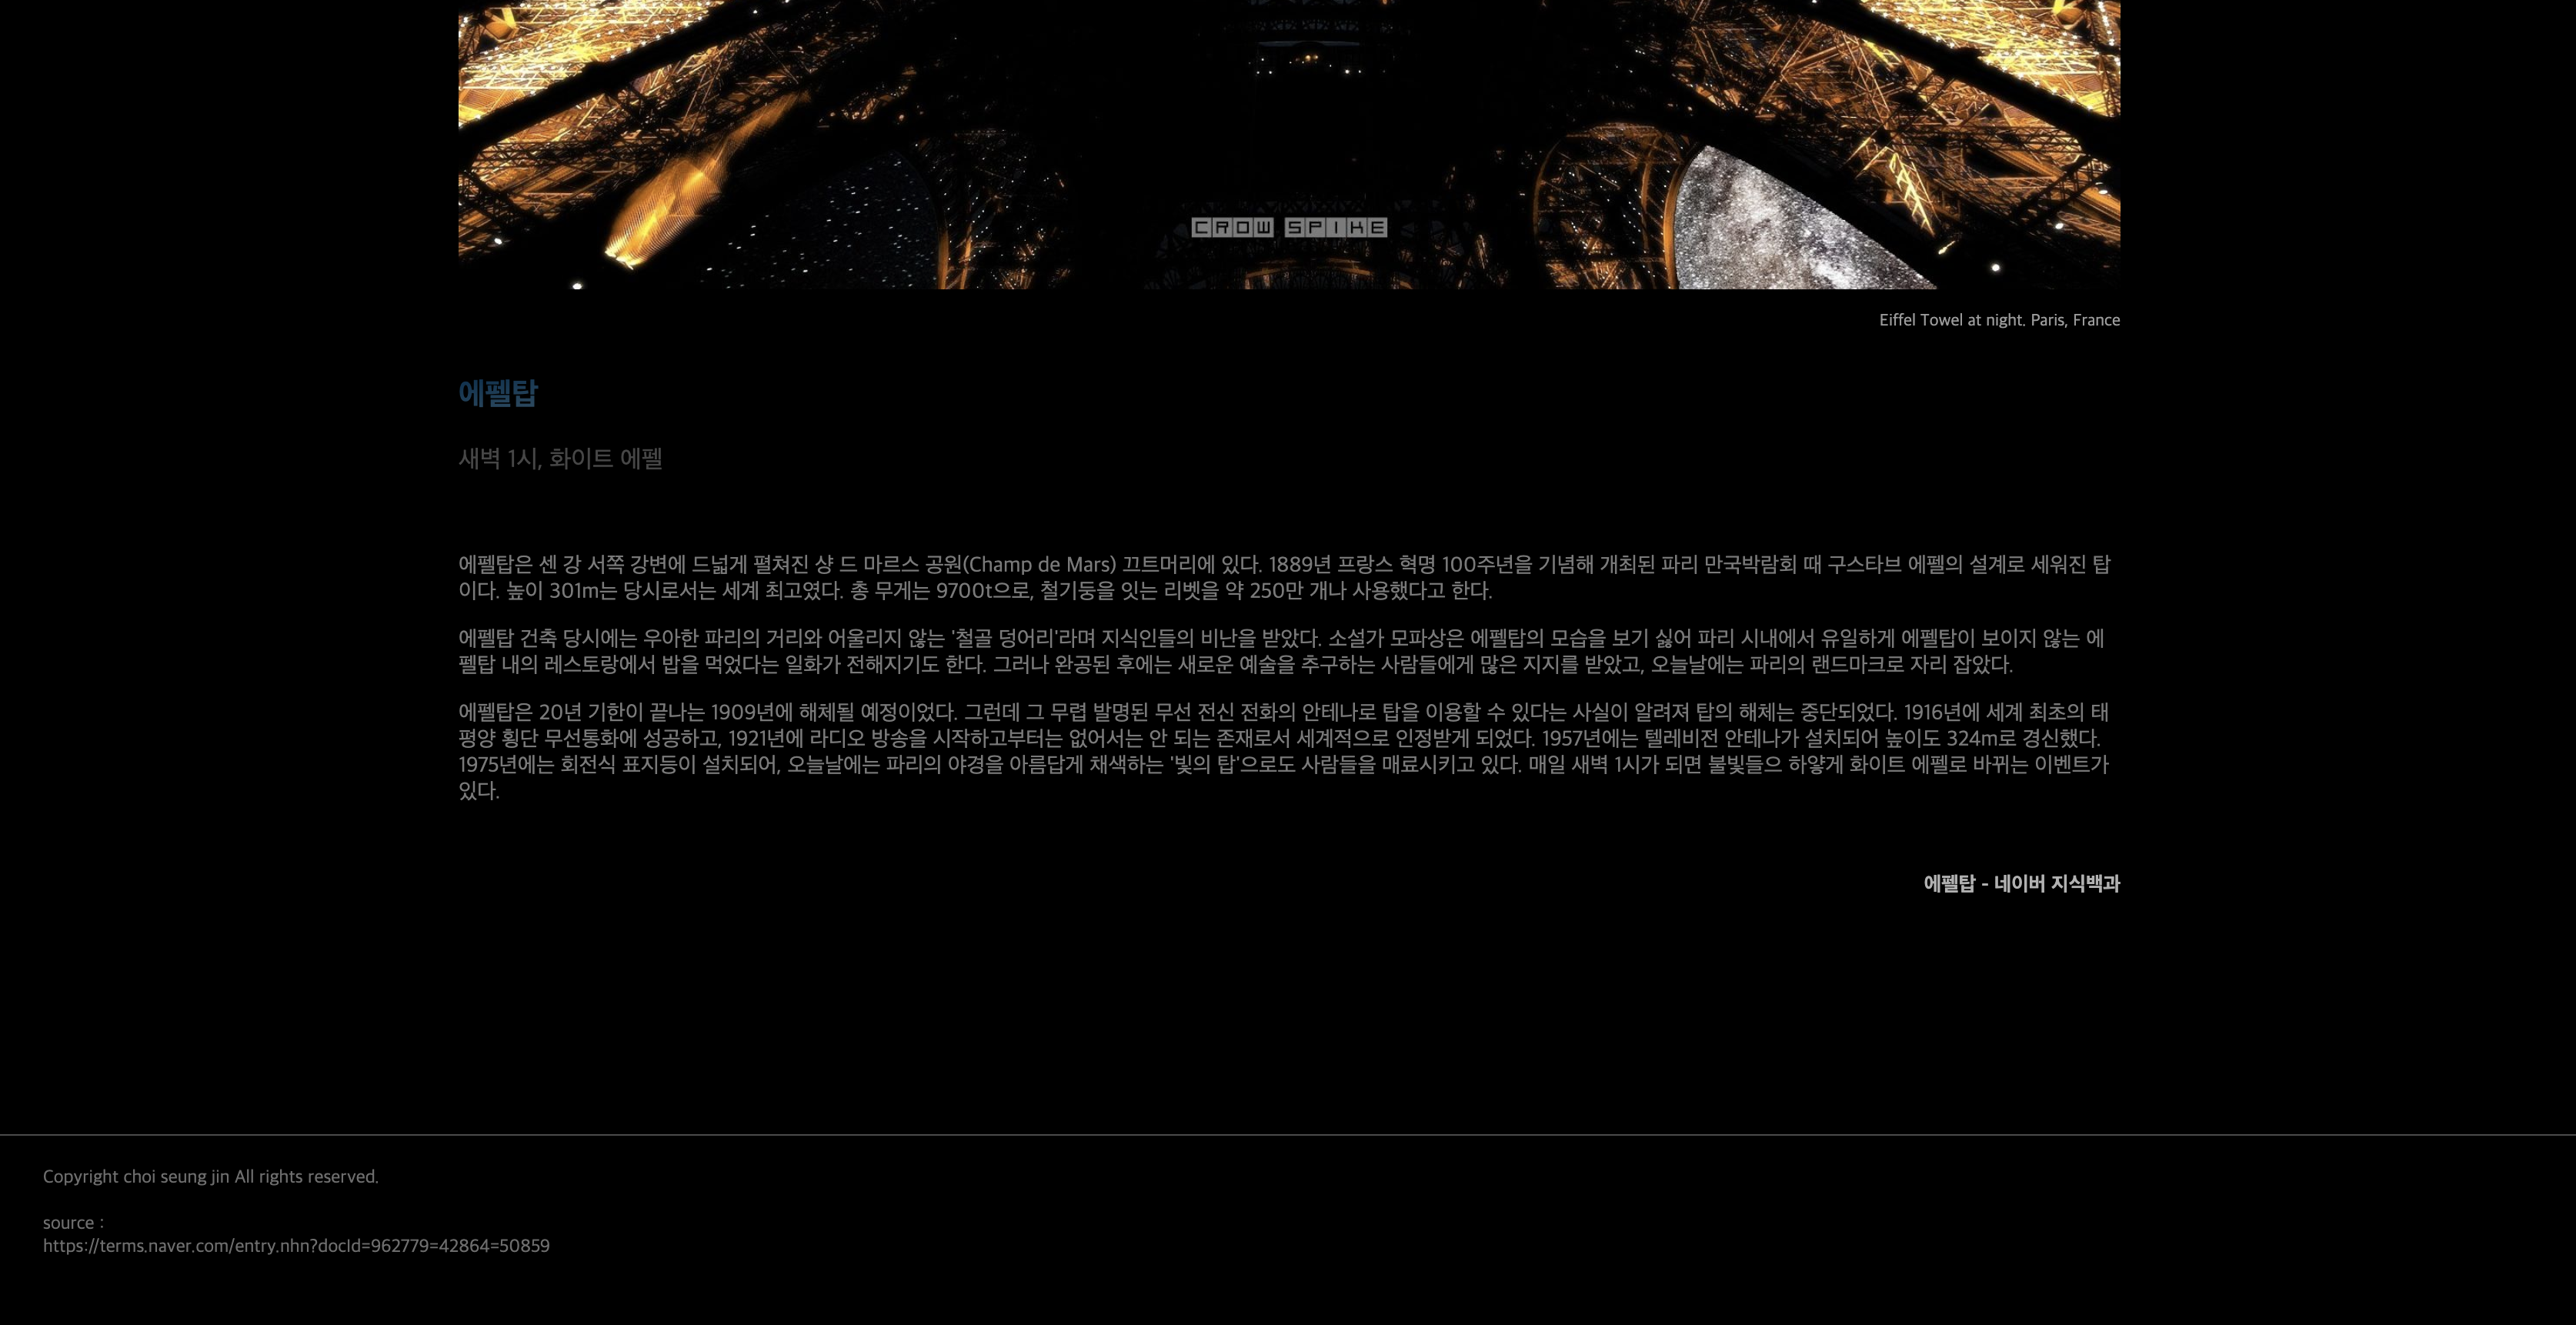 CROW SPIKE
Eiffel Towel at night. Paris, France
에펠탑
새벽 1시, 화이트 에펠
에펠탑은 센 강 서쪽 강변에 드넓게 펼쳐진 샹 드 마르스 공원(Champ de Mars) 끄트머리에 있다. 1889년 프랑스 혁명 100주년을 기념해 개최된 파리 만국박람회 때 구스타브 에펠의 설계로 세워진 탑
이다. 높이 301m는 당시로서는 세계 최고였다. 총 무게는 9700t으로, 철기둥을 잇는 리벳을 약 250만 개나 사용했다고 한다.
에펠탑 건축 당시에는 우아한 파리의 거리와 어울리지 않는 '철골 덩어리'라며 지식인들의 비난을 받았다. 소설가 모파상은 에펠탑의 모습을 보기 싫어 파리 시내에서 유일하게 에펠탑이 보이지 않는 에
펠탑 내의 레스토랑에서 밥을 먹었다는 일화가 전해지기도 한다. 그러나 완공된 후에는 새로운 예술을 추구하는 사람들에게 많은 지지를 받았고, 오늘날에는 파리의 랜드마크로 자리 잡았다.
에펠탑은 20년 기한이 끝나는 1909년에 해체될 예정이었다. 그런데 그 무렵 발명된 무선 전신 전화의 안테나로 탑을 이용할 수 있다는 사실이 알려져 탑의 해체는 중단되었다. 1916년에 세계 최초의 태
평양 횡단 무선통화에 성공하고, 1921년에 라디오 방송을 시작하고부터는 없어서는 안 되는 존재로서 세계적으로 인정받게 되었다. 1957년에는 텔레비전 안테나가 설치되어 높이도 324m로 경신했다.
1975년에는 회전식 표지등이 설치되어, 오늘날에는 파리의 야경을 아름답게 채색하는 '빛의 탑'으로도 사람들을 매료시키고 있다. 매일 새벽 1시가 되면 불빛들으 하얗게 화이트 에펠로 바뀌는 이벤트가
있다.
에펠탑 - 네이버 지식백과
Copyright choi seung jin All rights reserved.
source :
https://terms.naver.com/entry.nhn?docId=962779=42864=50859